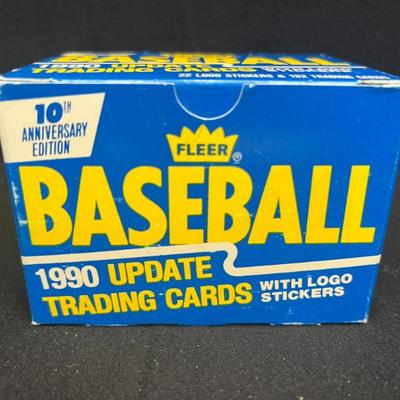 1990 UPDATE
BASEBALL
TRADING CARDS
22 LOGO STICKERS & 132 TRADING CARDS
10TH
ANNIVERSARY
EDITION
FLEER®
BASEBALL
1990 UPDATE
TRADING CARDS
WITH LOGO
STICKERS